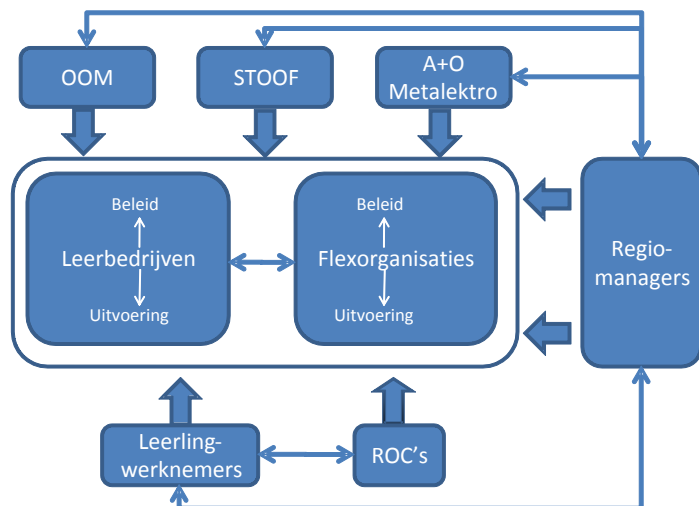 OOM
STOOF
A+O
Metalektro
Beleid
Leerbedrijven
Uitvoering
Beleid
Flexorganisaties
Uitvoering
Regio-
managers
Leerling-
werknemers
ROC's